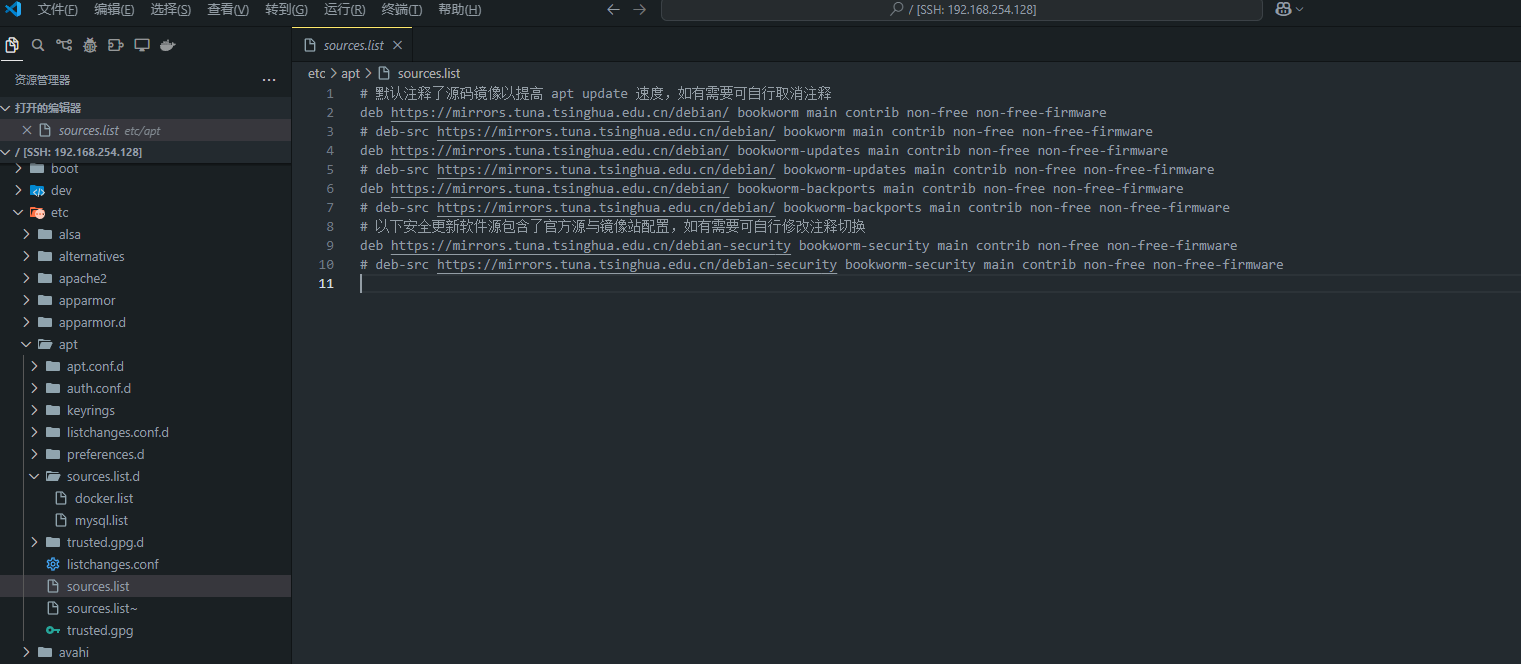 文件(F) 编辑(E) 选择(S) 查看(V) 转到(G) 运行(R) 终端(T) 帮助(H) / [SSH: 192.168.254.128]
sources.list
资源管理器
etc > apt > sources.list
打开的编辑器
sources.list etc/apt
/ [SSH: 192.168.254.128]
boot
dev
etc
alsa
alternatives
apache2
apparmor
apparmor.d
apt
apt.conf.d
auth.conf.d
keyrings
listchanges.conf.d
preferences.d
sources.list.d
docker.list
mysql.list
trusted.gpg.d
listchanges.conf
sources.list
sources.list~
trusted.gpg
avahi
1 # 默认注释了源码镜像以提高 apt update 速度，如有需要可自行取消注释
2 deb https://mirrors.tuna.tsinghua.edu.cn/debian/ bookworm main contrib non-free non-free-firmware
3 # deb-src https://mirrors.tuna.tsinghua.edu.cn/debian/ bookworm main contrib non-free non-free-firmware
4 deb https://mirrors.tuna.tsinghua.edu.cn/debian/ bookworm-updates main contrib non-free non-free-firmware
5 # deb-src https://mirrors.tuna.tsinghua.edu.cn/debian/ bookworm-updates main contrib non-free non-free-firmware
6 deb https://mirrors.tuna.tsinghua.edu.cn/debian/ bookworm-backports main contrib non-free non-free-firmware
7 # deb-src https://mirrors.tuna.tsinghua.edu.cn/debian/ bookworm-backports main contrib non-free non-free-firmware
8 # 以下安全更新软件源包含了官方源与镜像站配置，如有需要可自行修改注释切换
9 deb https://mirrors.tuna.tsinghua.edu.cn/debian-security bookworm-security main contrib non-free non-free-firmware
10 # deb-src https://mirrors.tuna.tsinghua.edu.cn/debian-security bookworm-security main contrib non-free non-free-firmware
11